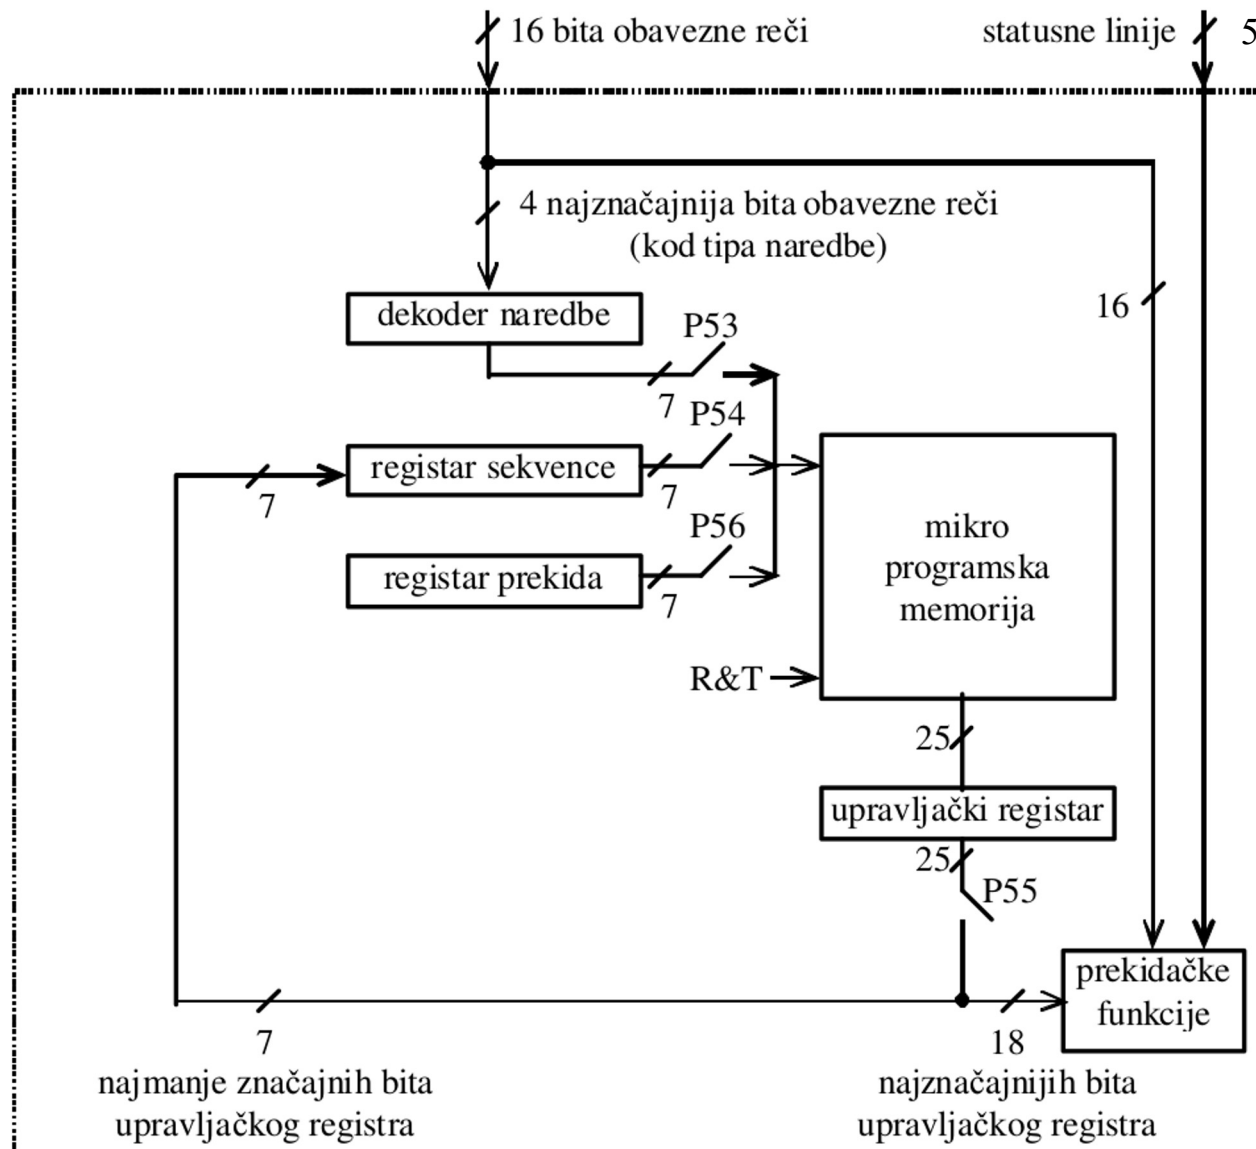 16 bita obavezne reči
statusne linije
5
4 najznačajnija bita obavezne reči
(kod tipa naredbe)
16
dekoder naredbe
P53
7
P54
registar sekvence
7
7
P56
registar prekida
7
mikro
programska
memorija
R&T
25
upravljački registar
25
P55
prekidačke
funkcije
7
18
najmanje značajnih bita
upravljačkog registra
najznačajnijih bita
upravljačkog registra